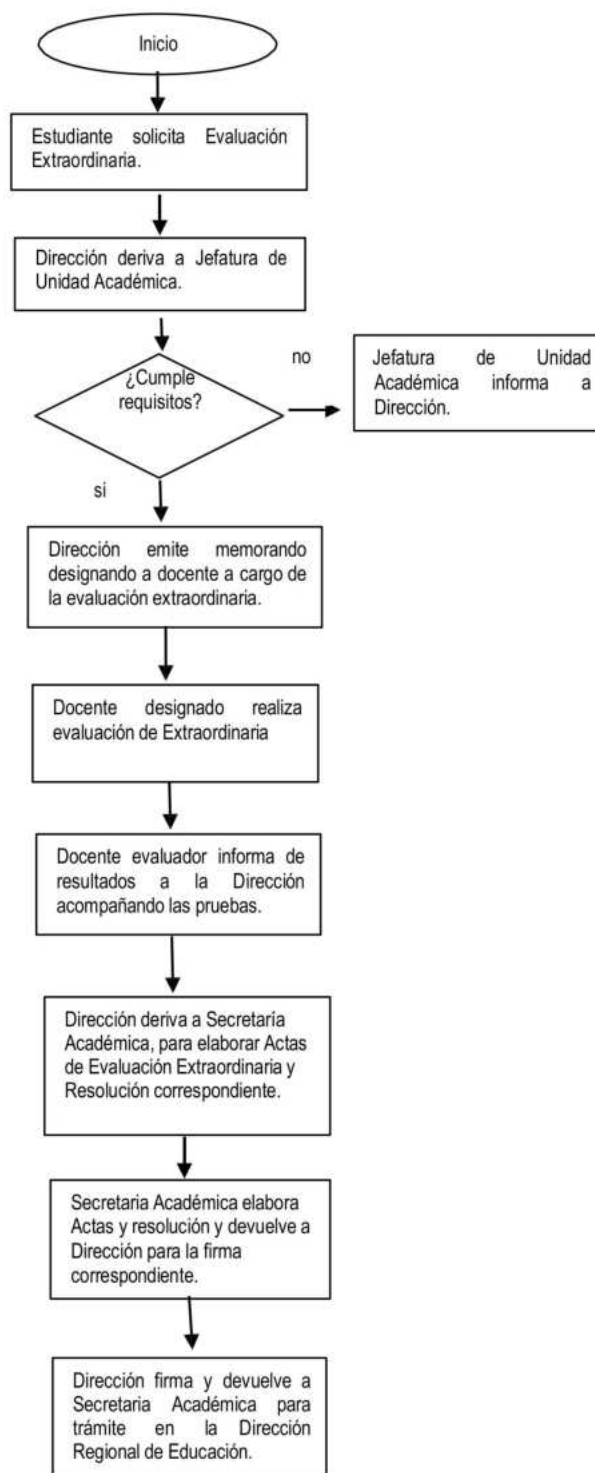 Inicio
Estudiante solicita Evaluación
Extraordinaria.
Dirección deriva a Jefatura de
Unidad Académica.
¿Cumple
requisitos?
no
Jefatura de Unidad
Académica informa a
Dirección.
si
Dirección emite memorando
designando a docente a cargo de
la evaluación extraordinaria.
Docente designado realiza
evaluación de Extraordinaria
Docente evaluador informa de
resultados a la Dirección
acompañando las pruebas.
Dirección deriva a Secretaría
Académica, para elaborar Actas
de Evaluación Extraordinaria y
Resolución correspondiente.
Secretaria Académica elabora
Actas y resolución y devuelve a
Dirección para la firma
correspondiente.
Dirección firma y devuelve a
Secretaria Académica para
trámite en la Dirección
Regional de Educación.